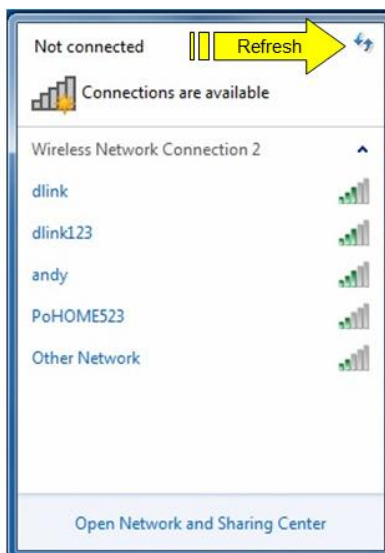 Not connected
Refresh
Connections are available
Wireless Network Connection 2
dlink
dlink123
andy
PoHOME523
Other Network
Open Network and Sharing Center